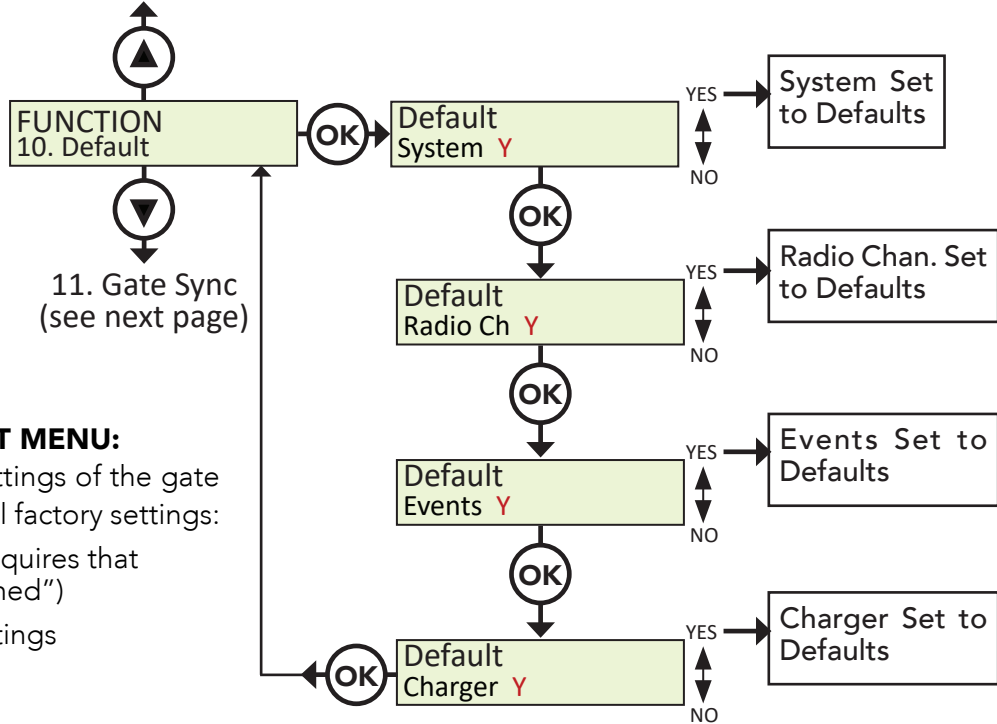 FUNCTION
10. Default
OK
Default
System Y
YES
NO
System Set
to Defaults
OK
11. Gate Sync
(see next page)
Default
Radio Ch Y
YES
NO
Radio Chan. Set
to Defaults
OK
T MENU:
ttings of the gate
l factory settings:
quires that
ned”)
tings
Default
Events Y
YES
NO
Events Set to
Defaults
OK
OK
Default
Charger Y
YES
NO
Charger Set to
Defaults